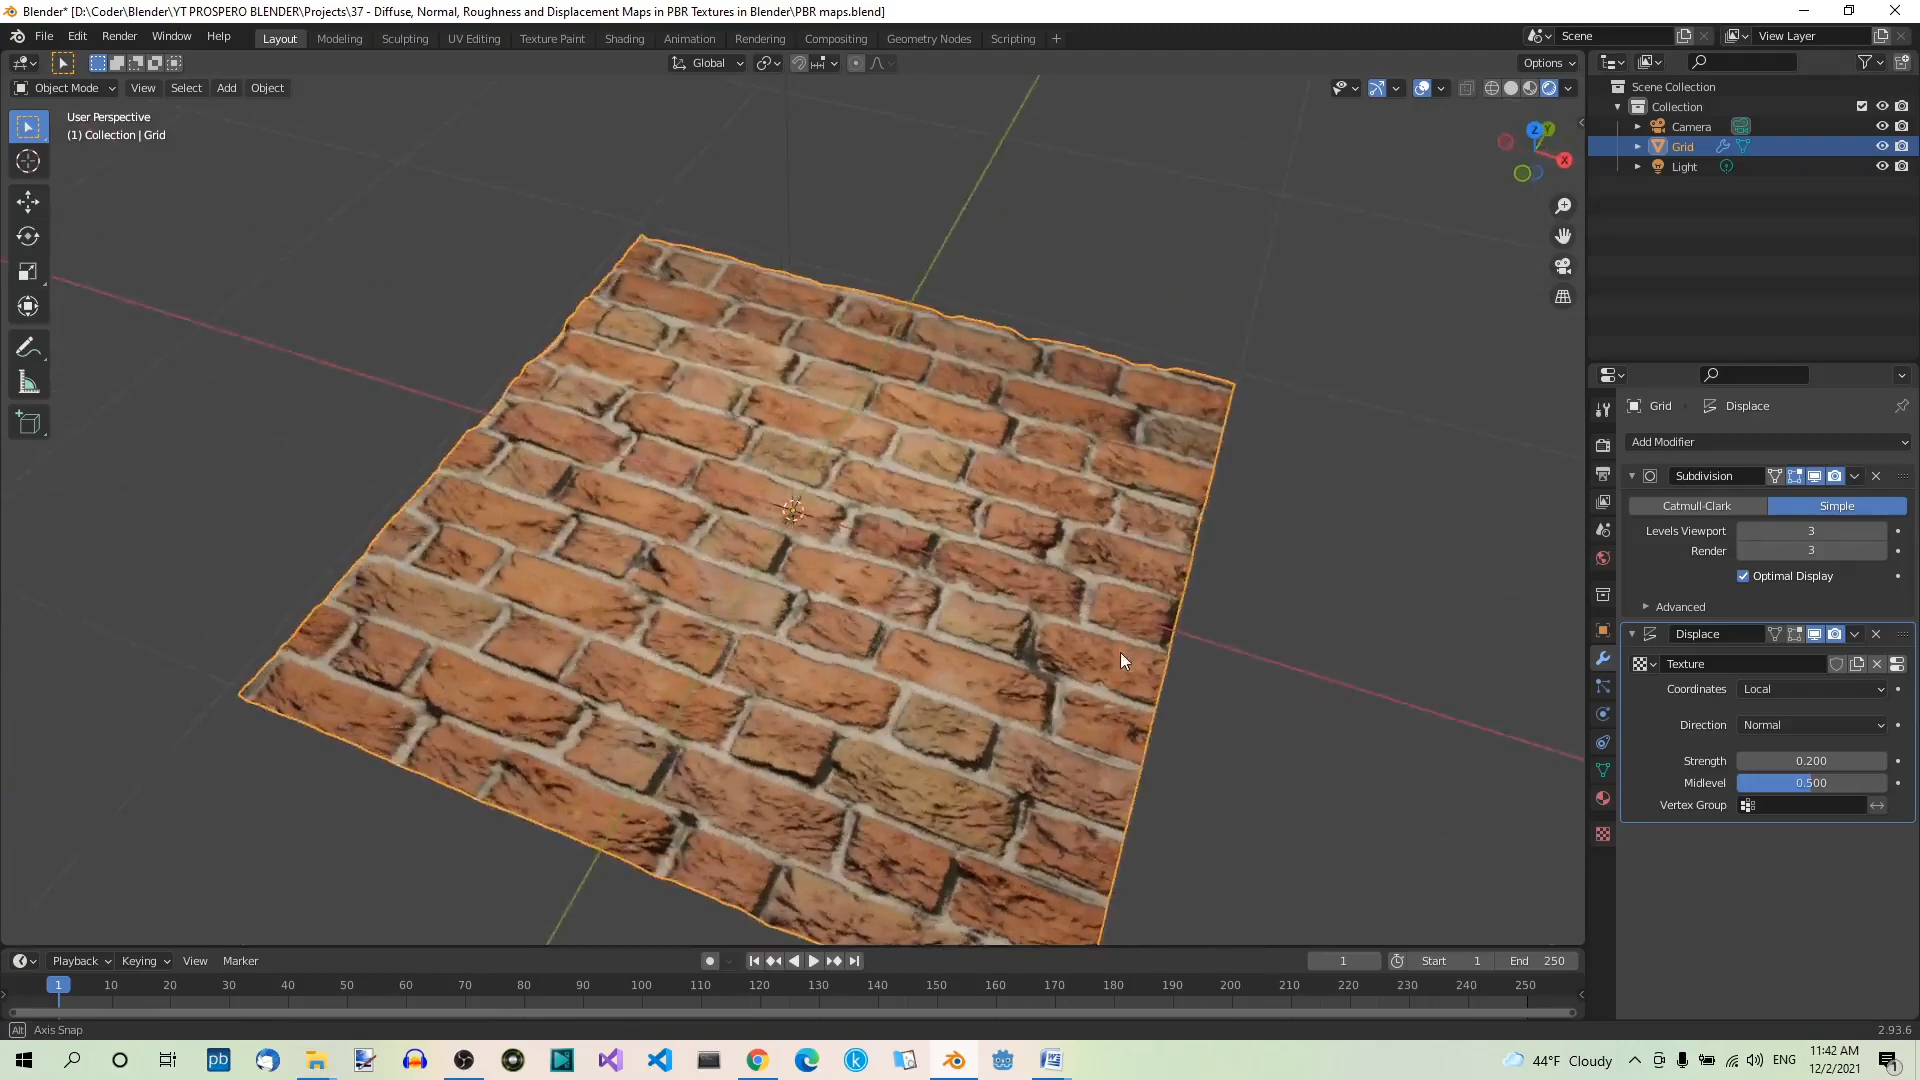 Blender* [D:\Coder\Blender\YT PROSPERO BLENDER\Projects\37 - Diffuse, Normal, Roughness and Displacement Maps in PBR Textures in Blender\PBR maps.blend]
File Edit Render Window Help
Layout Modeling Sculpting UV Editing Texture Paint Shading Animation Rendering Compositing Geometry Nodes Scripting +
Scene
View Layer
Global
Options
Object Mode View Select Add Object
User Perspective
(1) Collection | Grid
Z
Y
X
Scene Collection
Collection
Camera
Grid
Light
Grid Displace
Add Modifier
Subdivision
Catmull-Clark Simple
Levels Viewport 3
Render 3
Optimal Display
Advanced
Displace
Texture
Coordinates Local
Direction Normal
Strength 0.200
Midlevel 0.500
Vertex Group
Playback Keying View Marker
1 Start 1 End 250
1 10 20 30 40 50 60 70 80 90 100 110 120 130 140 150 160 170 180 190 200 210 220 230 240 250
Alt Axis Snap
2.93.6
pb
44°F Cloudy
ENG
11:42 AM
12/2/2021
1